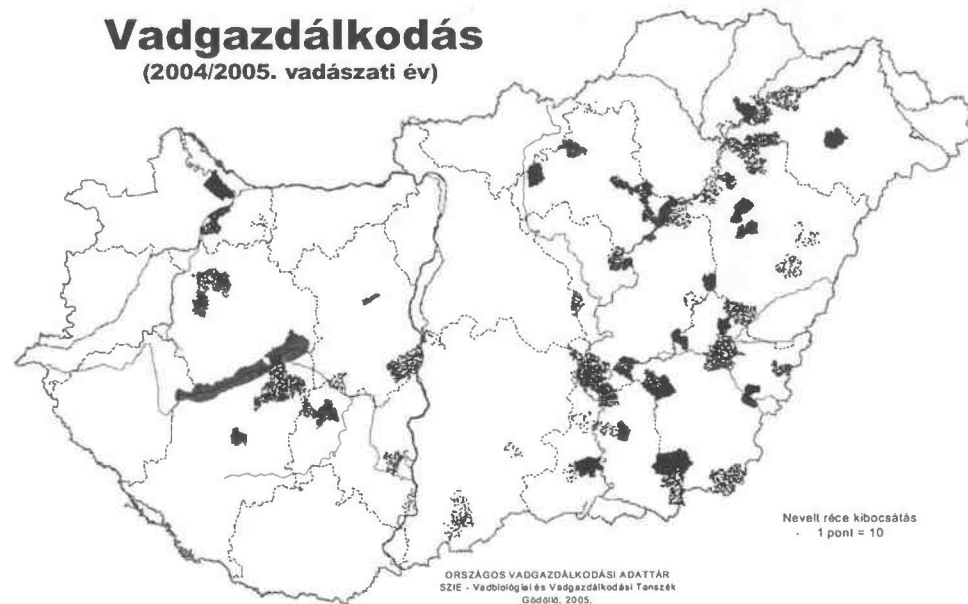 Vadgazdálkodás
(2004/2005. vadászati év)
Nevelt réce kibocsátás
. 1 pont = 10
ORSZÁGOS VADGAZDÁLKODÁSI ADATTÁR
SZIE - Vadbiológiai és Vadgazdálkodási Tanszék
Gödöllő, 2005.